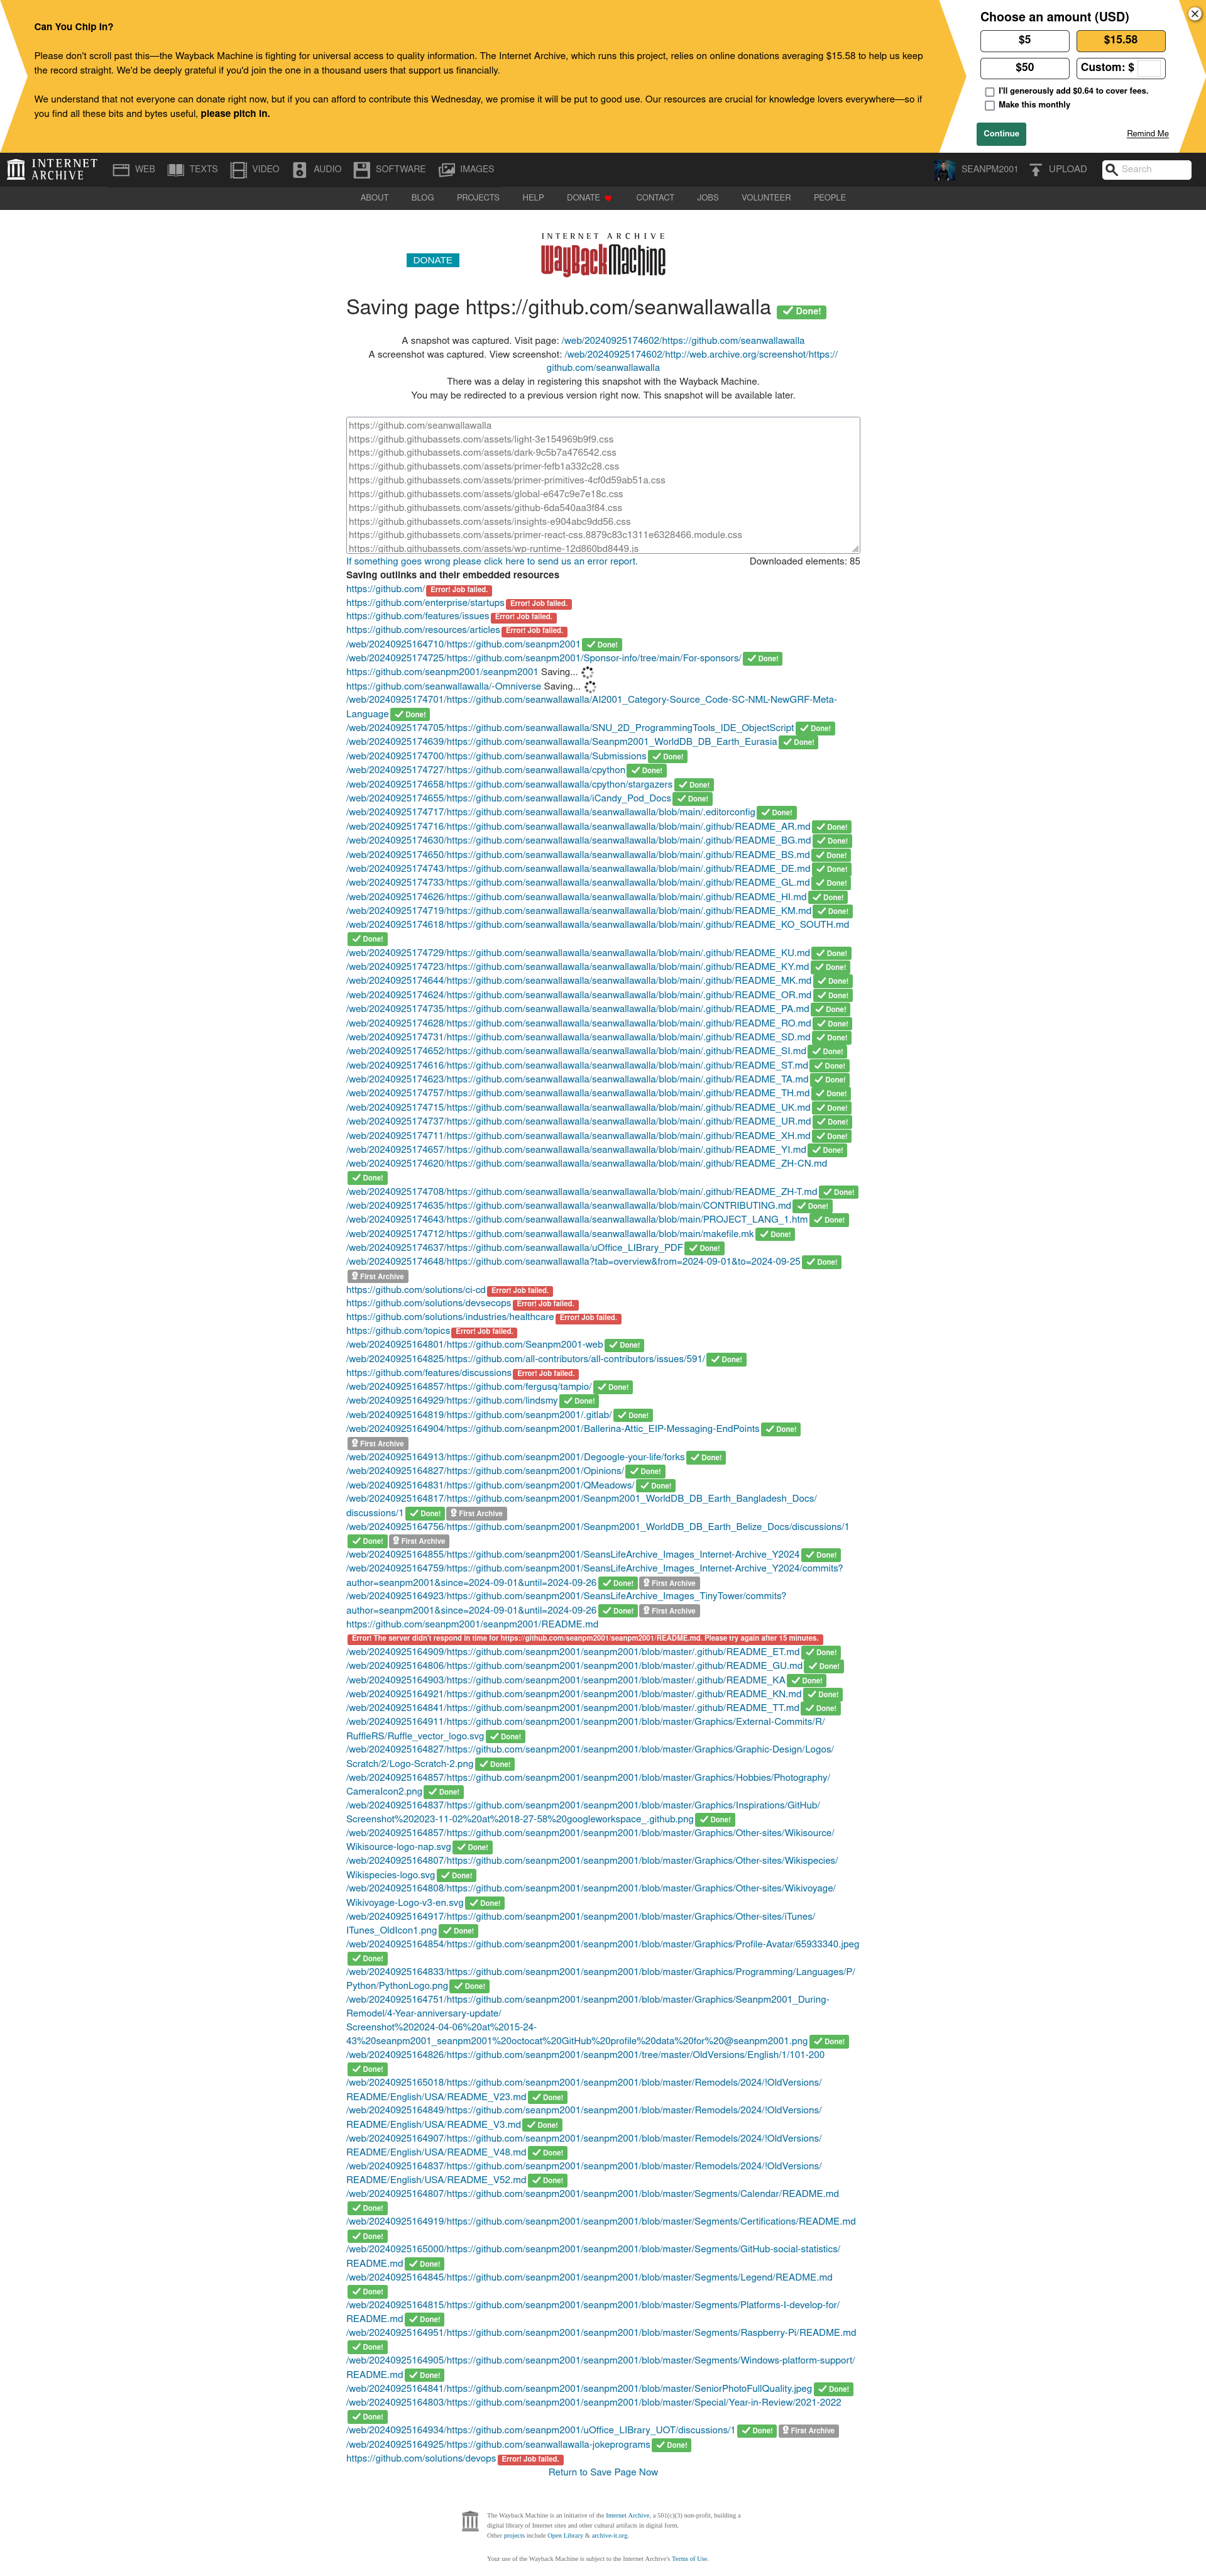 Can You Chip In?
Please don't scroll past this—the Wayback Machine is fighting for universal access to quality information. The Internet Archive, which runs this project, relies on online donations averaging $15.58 to help us keep
the record straight. We'd be deeply grateful if you'd join the one in a thousand users that support us financially.
We understand that not everyone can donate right now, but if you can afford to contribute this Wednesday, we promise it will be put to good use. Our resources are crucial for knowledge lovers everywhere—so if
you find all these bits and bytes useful, please pitch in.
Choose an amount (USD)
$5 $15.58
$50 Custom: $
I'll generously add $0.64 to cover fees.
Make this monthly
Continue Remind Me
INTERNET ARCHIVE WEB TEXTS VIDEO AUDIO SOFTWARE IMAGES SEANPM2001 UPLOAD Search
ABOUT BLOG PROJECTS HELP DONATE CONTACT JOBS VOLUNTEER PEOPLE
INTERNET ARCHIVE
WayBackMachine
DONATE
Saving page https://github.com/seanwallawalla Done!
A snapshot was captured. Visit page: /web/20240925174602/https://github.com/seanwallawalla
A screenshot was captured. View screenshot: /web/20240925174602/http://web.archive.org/screenshot/https://
github.com/seanwallawalla
There was a delay in registering this snapshot with the Wayback Machine.
You may be redirected to a previous version right now. This snapshot will be available later.
https://github.com/seanwallawalla
https://github.githubassets.com/assets/light-3e154969b9f9.css
https://github.githubassets.com/assets/dark-9c5b7a476542.css
https://github.githubassets.com/assets/primer-fefb1a332c28.css
https://github.githubassets.com/assets/primer-primitives-4cf0d59ab51a.css
https://github.githubassets.com/assets/global-e647c9e7e18c.css
https://github.githubassets.com/assets/github-6da540aa3f84.css
https://github.githubassets.com/assets/insights-e904abc9dd56.css
https://github.githubassets.com/assets/primer-react-css.8879c83c1311e6328466.module.css
https://github.githubassets.com/assets/wp-runtime-12d860bd8449.js
If something goes wrong please click here to send us an error report. Downloaded elements: 85
Saving outlinks and their embedded resources
https://github.com/ Error! Job failed.
https://github.com/enterprise/startups Error! Job failed.
https://github.com/features/issues Error! Job failed.
https://github.com/resources/articles Error! Job failed.
/web/20240925164710/https://github.com/seanpm2001 Done!
/web/20240925174725/https://github.com/seanpm2001/Sponsor-info/tree/main/For-sponsors/ Done!
https://github.com/seanpm2001/seanpm2001 Saving...
https://github.com/seanwallawalla/-Omniverse Saving...
/web/20240925174701/https://github.com/seanwallawalla/AI2001_Category-Source_Code-SC-NML-NewGRF-Meta-
Language Done!
/web/20240925174705/https://github.com/seanwallawalla/SNU_2D_ProgrammingTools_IDE_ObjectScript Done!
/web/20240925174639/https://github.com/seanwallawalla/Seanpm2001_WorldDB_DB_Earth_Eurasia Done!
/web/20240925174700/https://github.com/seanwallawalla/Submissions Done!
/web/20240925174727/https://github.com/seanwallawalla/cpython Done!
/web/20240925174658/https://github.com/seanwallawalla/cpython/stargazers Done!
/web/20240925174655/https://github.com/seanwallawalla/iCandy_Pod_Docs Done!
/web/20240925174717/https://github.com/seanwallawalla/seanwallawalla/blob/main/.editorconfig Done!
/web/20240925174716/https://github.com/seanwallawalla/seanwallawalla/blob/main/.github/README_AR.md Done!
/web/20240925174630/https://github.com/seanwallawalla/seanwallawalla/blob/main/.github/README_BG.md Done!
/web/20240925174650/https://github.com/seanwallawalla/seanwallawalla/blob/main/.github/README_BS.md Done!
/web/20240925174743/https://github.com/seanwallawalla/seanwallawalla/blob/main/.github/README_DE.md Done!
/web/20240925174733/https://github.com/seanwallawalla/seanwallawalla/blob/main/.github/README_GL.md Done!
/web/20240925174626/https://github.com/seanwallawalla/seanwallawalla/blob/main/.github/README_HI.md Done!
/web/20240925174719/https://github.com/seanwallawalla/seanwallawalla/blob/main/.github/README_KM.md Done!
/web/20240925174618/https://github.com/seanwallawalla/seanwallawalla/blob/main/.github/README_KO_SOUTH.md
Done!
/web/20240925174729/https://github.com/seanwallawalla/seanwallawalla/blob/main/.github/README_KU.md Done!
/web/20240925174723/https://github.com/seanwallawalla/seanwallawalla/blob/main/.github/README_KY.md Done!
/web/20240925174644/https://github.com/seanwallawalla/seanwallawalla/blob/main/.github/README_MK.md Done!
/web/20240925174624/https://github.com/seanwallawalla/seanwallawalla/blob/main/.github/README_OR.md Done!
/web/20240925174735/https://github.com/seanwallawalla/seanwallawalla/blob/main/.github/README_PA.md Done!
/web/20240925174628/https://github.com/seanwallawalla/seanwallawalla/blob/main/.github/README_RO.md Done!
/web/20240925174731/https://github.com/seanwallawalla/seanwallawalla/blob/main/.github/README_SD.md Done!
/web/20240925174652/https://github.com/seanwallawalla/seanwallawalla/blob/main/.github/README_SI.md Done!
/web/20240925174616/https://github.com/seanwallawalla/seanwallawalla/blob/main/.github/README_ST.md Done!
/web/20240925174623/https://github.com/seanwallawalla/seanwallawalla/blob/main/.github/README_TA.md Done!
/web/20240925174757/https://github.com/seanwallawalla/seanwallawalla/blob/main/.github/README_TH.md Done!
/web/20240925174715/https://github.com/seanwallawalla/seanwallawalla/blob/main/.github/README_UK.md Done!
/web/20240925174737/https://github.com/seanwallawalla/seanwallawalla/blob/main/.github/README_UR.md Done!
/web/20240925174711/https://github.com/seanwallawalla/seanwallawalla/blob/main/.github/README_XH.md Done!
/web/20240925174657/https://github.com/seanwallawalla/seanwallawalla/blob/main/.github/README_YI.md Done!
/web/20240925174620/https://github.com/seanwallawalla/seanwallawalla/blob/main/.github/README_ZH-CN.md
Done!
/web/20240925174708/https://github.com/seanwallawalla/seanwallawalla/blob/main/.github/README_ZH-T.md Done!
/web/20240925174635/https://github.com/seanwallawalla/seanwallawalla/blob/main/CONTRIBUTING.md Done!
/web/20240925174643/https://github.com/seanwallawalla/seanwallawalla/blob/main/PROJECT_LANG_1.htm Done!
/web/20240925174712/https://github.com/seanwallawalla/seanwallawalla/blob/main/makefile.mk Done!
/web/20240925174637/https://github.com/seanwallawalla/uOffice_LIBrary_PDF Done!
/web/20240925174648/https://github.com/seanwallawalla?tab=overview&from=2024-09-01&to=2024-09-25 Done!
First Archive
https://github.com/solutions/ci-cd Error! Job failed.
https://github.com/solutions/devsecops Error! Job failed.
https://github.com/solutions/industries/healthcare Error! Job failed.
https://github.com/topics Error! Job failed.
/web/20240925164801/https://github.com/Seanpm2001-web Done!
/web/20240925164825/https://github.com/all-contributors/all-contributors/issues/591/ Done!
https://github.com/features/discussions Error! Job failed.
/web/20240925164857/https://github.com/fergusq/tampio/ Done!
/web/20240925164929/https://github.com/lindsmy Done!
/web/20240925164819/https://github.com/seanpm2001/.gitlab/ Done!
/web/20240925164904/https://github.com/seanpm2001/Ballerina-Attic_EIP-Messaging-EndPoints Done!
First Archive
/web/20240925164913/https://github.com/seanpm2001/Degoogle-your-life/forks Done!
/web/20240925164827/https://github.com/seanpm2001/Opinions/ Done!
/web/20240925164831/https://github.com/seanpm2001/QMeadows/ Done!
/web/20240925164817/https://github.com/seanpm2001/Seanpm2001_WorldDB_DB_Earth_Bangladesh_Docs/
discussions/1 Done! First Archive
/web/20240925164756/https://github.com/seanpm2001/Seanpm2001_WorldDB_DB_Earth_Belize_Docs/discussions/1
Done! First Archive
/web/20240925164855/https://github.com/seanpm2001/SeansLifeArchive_Images_Internet-Archive_Y2024 Done!
/web/20240925164759/https://github.com/seanpm2001/SeansLifeArchive_Images_Internet-Archive_Y2024/commits?
author=seanpm2001&since=2024-09-01&until=2024-09-26 Done! First Archive
/web/20240925164923/https://github.com/seanpm2001/SeansLifeArchive_Images_TinyTower/commits?
author=seanpm2001&since=2024-09-01&until=2024-09-26 Done! First Archive
https://github.com/seanpm2001/seanpm2001/README.md
Error! The server didn't respond in time for https://github.com/seanpm2001/seanpm2001/README.md. Please try again after 15 minutes.
/web/20240925164909/https://github.com/seanpm2001/seanpm2001/blob/master/.github/README_ET.md Done!
/web/20240925164806/https://github.com/seanpm2001/seanpm2001/blob/master/.github/README_GU.md Done!
/web/20240925164903/https://github.com/seanpm2001/seanpm2001/blob/master/.github/README_KA Done!
/web/20240925164921/https://github.com/seanpm2001/seanpm2001/blob/master/.github/README_KN.md Done!
/web/20240925164841/https://github.com/seanpm2001/seanpm2001/blob/master/.github/README_TT.md Done!
/web/20240925164911/https://github.com/seanpm2001/seanpm2001/blob/master/Graphics/External-Commits/R/
RuffleRS/Ruffle_vector_logo.svg Done!
/web/20240925164827/https://github.com/seanpm2001/seanpm2001/blob/master/Graphics/Graphic-Design/Logos/
Scratch/2/Logo-Scratch-2.png Done!
/web/20240925164857/https://github.com/seanpm2001/seanpm2001/blob/master/Graphics/Hobbies/Photography/
CameraIcon2.png Done!
/web/20240925164837/https://github.com/seanpm2001/seanpm2001/blob/master/Graphics/Inspirations/GitHub/
Screenshot%202023-11-02%20at%2018-27-58%20googleworkspace_.github.png Done!
/web/20240925164857/https://github.com/seanpm2001/seanpm2001/blob/master/Graphics/Other-sites/Wikisource/
Wikisource-logo-nap.svg Done!
/web/20240925164807/https://github.com/seanpm2001/seanpm2001/blob/master/Graphics/Other-sites/Wikispecies/
Wikispecies-logo.svg Done!
/web/20240925164808/https://github.com/seanpm2001/seanpm2001/blob/master/Graphics/Other-sites/Wikivoyage/
Wikivoyage-Logo-v3-en.svg Done!
/web/20240925164917/https://github.com/seanpm2001/seanpm2001/blob/master/Graphics/Other-sites/iTunes/
ITunes_OldIcon1.png Done!
/web/20240925164854/https://github.com/seanpm2001/seanpm2001/blob/master/Graphics/Profile-Avatar/65933340.jpeg
Done!
/web/20240925164833/https://github.com/seanpm2001/seanpm2001/blob/master/Graphics/Programming/Languages/P/
Python/PythonLogo.png Done!
/web/20240925164751/https://github.com/seanpm2001/seanpm2001/blob/master/Graphics/Seanpm2001_During-
Remodel/4-Year-anniversary-update/
Screenshot%202024-04-06%20at%2015-24-
43%20seanpm2001_seanpm2001%20octocat%20GitHub%20profile%20data%20for%20@seanpm2001.png Done!
/web/20240925164826/https://github.com/seanpm2001/seanpm2001/tree/master/OldVersions/English/1/101-200
Done!
/web/20240925165018/https://github.com/seanpm2001/seanpm2001/blob/master/Remodels/2024/!OldVersions/
README/English/USA/README_V23.md Done!
/web/20240925164849/https://github.com/seanpm2001/seanpm2001/blob/master/Remodels/2024/!OldVersions/
README/English/USA/README_V3.md Done!
/web/20240925164907/https://github.com/seanpm2001/seanpm2001/blob/master/Remodels/2024/!OldVersions/
README/English/USA/README_V48.md Done!
/web/20240925164837/https://github.com/seanpm2001/seanpm2001/blob/master/Remodels/2024/!OldVersions/
README/English/USA/README_V52.md Done!
/web/20240925164807/https://github.com/seanpm2001/seanpm2001/blob/master/Segments/Calendar/README.md
Done!
/web/20240925164919/https://github.com/seanpm2001/seanpm2001/blob/master/Segments/Certifications/README.md
Done!
/web/20240925165000/https://github.com/seanpm2001/seanpm2001/blob/master/Segments/GitHub-social-statistics/
README.md Done!
/web/20240925164845/https://github.com/seanpm2001/seanpm2001/blob/master/Segments/Legend/README.md
Done!
/web/20240925164815/https://github.com/seanpm2001/seanpm2001/blob/master/Segments/Platforms-I-develop-for/
README.md Done!
/web/20240925164951/https://github.com/seanpm2001/seanpm2001/blob/master/Segments/Raspberry-Pi/README.md
Done!
/web/20240925164905/https://github.com/seanpm2001/seanpm2001/blob/master/Segments/Windows-platform-support/
README.md Done!
/web/20240925164841/https://github.com/seanpm2001/seanpm2001/blob/master/SeniorPhotoFullQuality.jpeg Done!
/web/20240925164803/https://github.com/seanpm2001/seanpm2001/blob/master/Special/Year-in-Review/2021-2022
Done!
/web/20240925164934/https://github.com/seanpm2001/uOffice_LIBrary_UOT/discussions/1 Done! First Archive
/web/20240925164925/https://github.com/seanwallawalla-jokeprograms Done!
https://github.com/solutions/devops Error! Job failed.
Return to Save Page Now
The Wayback Machine is an initiative of the Internet Archive, a 501(c)(3) non-profit, building a
digital library of Internet sites and other cultural artifacts in digital form.
Other projects include Open Library & archive-it.org.
Your use of the Wayback Machine is subject to the Internet Archive's Terms of Use.